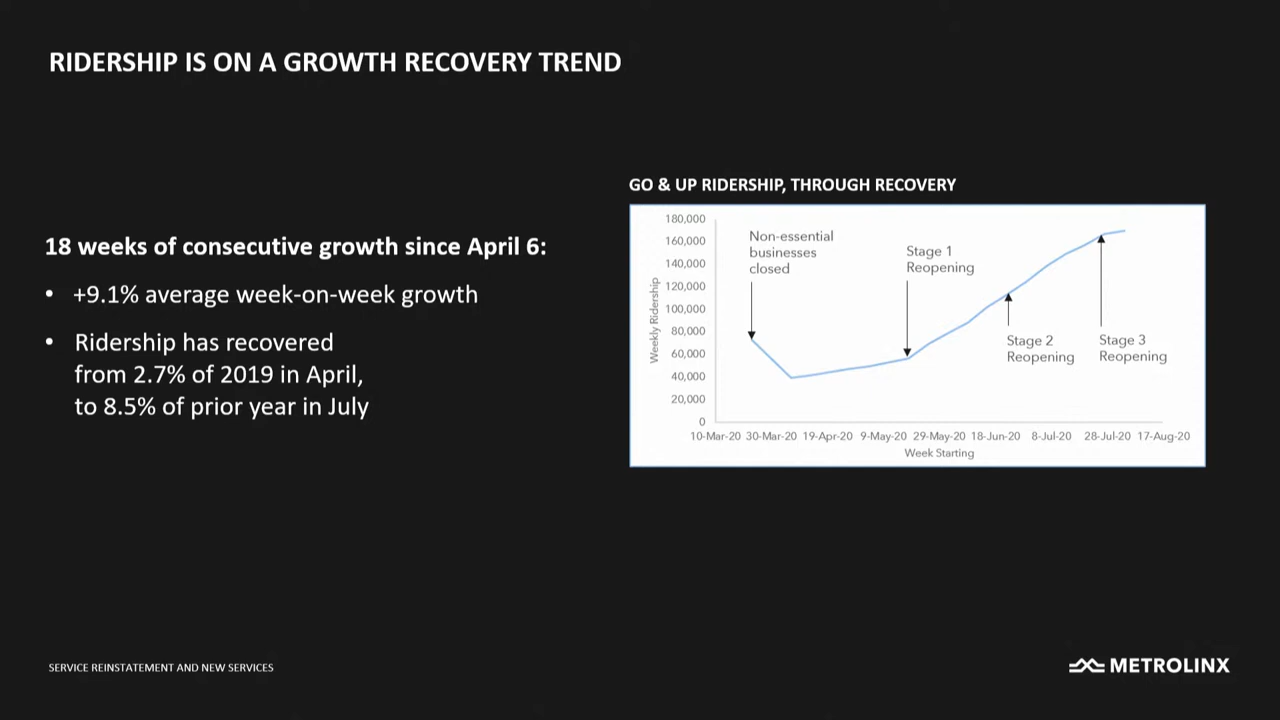 RIDERSHIP IS ON A GROWTH RECOVERY TREND
18 weeks of consecutive growth since April 6:
• +9.1% average week-on-week growth
• Ridership has recovered
from 2.7% of 2019 in April,
to 8.5% of prior year in July
GO & UP RIDERSHIP, THROUGH RECOVERY
180,000
160,000
140,000
120,000
100,000
80,000
60,000
40,000
20,000
0
Weekly Ridership
Non-essential
businesses
closed
Stage 1
Reopening
Stage 2
Reopening
Stage 3
Reopening
10-Mar-20 30-Mar-20 19-Apr-20 9-May-20 29-May-20 18-Jun-20 8-Jul-20 28-Jul-20 17-Aug-20
Week Starting
SERVICE REINSTATEMENT AND NEW SERVICES
METROLINX